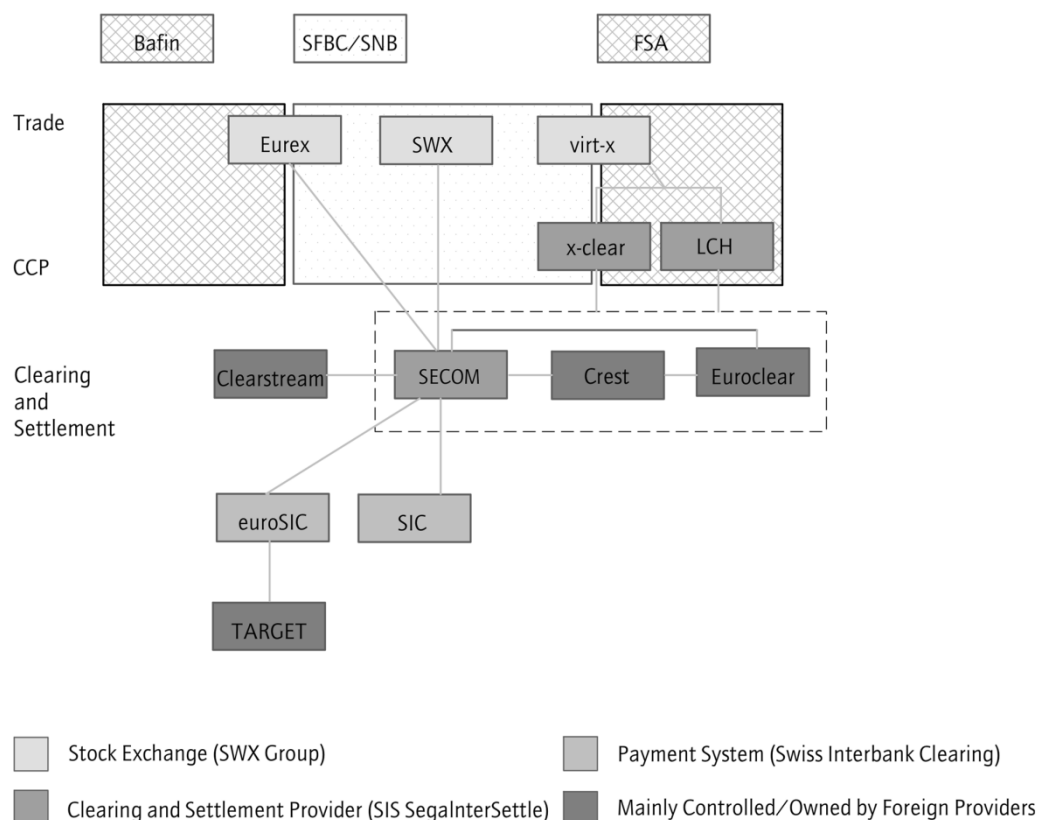 Bafin
SFBC/SNB
FSA
Trade
Eurex
SWX
virt-x
x-clear
LCH
CCP
Clearing
and
Settlement
Clearstream
SECOM
Crest
Euroclear
euroSIC
SIC
TARGET
Stock Exchange (SWX Group)
Payment System (Swiss Interbank Clearing)
Clearing and Settlement Provider (SIS SegaInterSettle)
Mainly Controlled/Owned by Foreign Providers